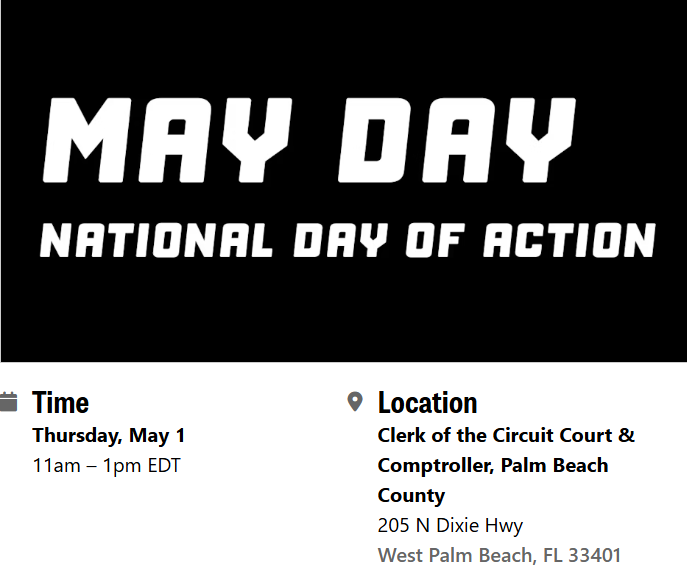 MAY DAY
NATIONAL DAY OF ACTION
Time
Thursday, May 1
11am – 1pm EDT
Location
Clerk of the Circuit Court &
Comptroller, Palm Beach
County
205 N Dixie Hwy
West Palm Beach, FL 33401